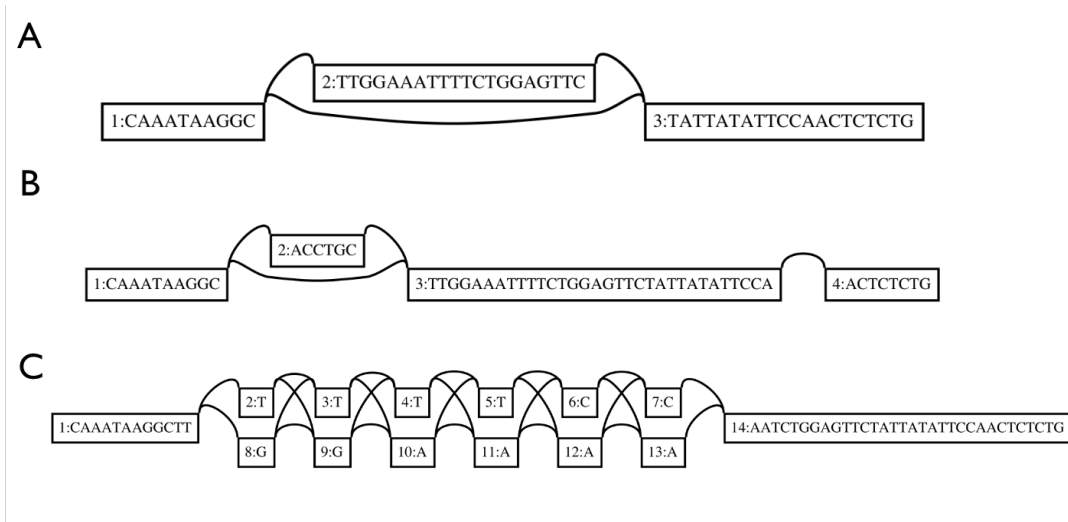 A
2:TTGGAAATTTTCTGGAGTTC
1:CAAATAAGGC
3:TATTATATTCCAACTCTCTG
B
2:ACCTGC
1:CAAATAAGGC
3:TTGGAAATTTTCTGGAGTTCTATTATATTCCA
4:ACTCTCTG
C
2:T
3:T
4:T
5:T
6:C
7:C
1:CAAATAAGGCTT
14:AATCTGGAGTTCTATTATATTCCAACTCTCTG
8:G
9:G
10:A
11:A
12:A
13:A